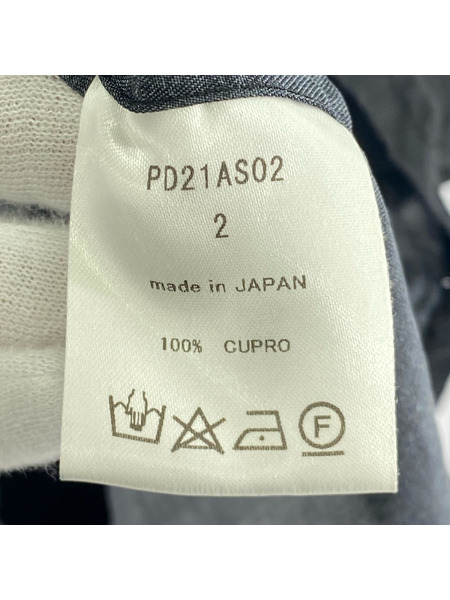 PD21AS02
2
made in JAPAN
100% CUPRO
F